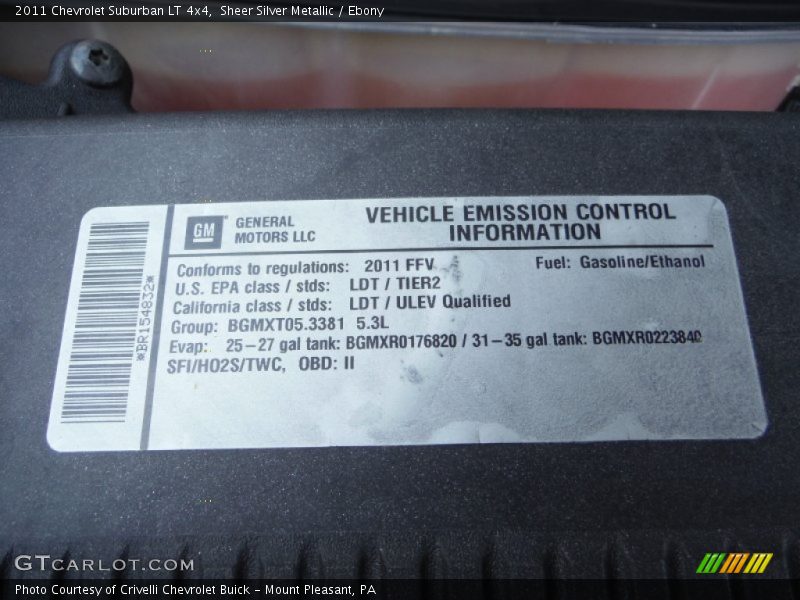 2011 Chevrolet Suburban LT 4x4, Sheer Silver Metallic / Ebony
GM
GENERAL
MOTORS LLC
VEHICLE EMISSION CONTROL
INFORMATION
Conforms to regulations: 2011 FFV
Fuel: Gasoline/Ethanol
U.S. EPA class / stds: LDT / TIER2
California class / stds: LDT / ULEV Qualified
Group: BGMXT05.3381 5.3L
Evap: 25-27 gal tank: BGMXR0176820 / 31-35 gal tank: BGMXR0223840
SFI/HO2S/TWC, OBD: II
*BR154832*
GTCARLOT.COM
Photo Courtesy of Crivelli Chevrolet Buick - Mount Pleasant, PA